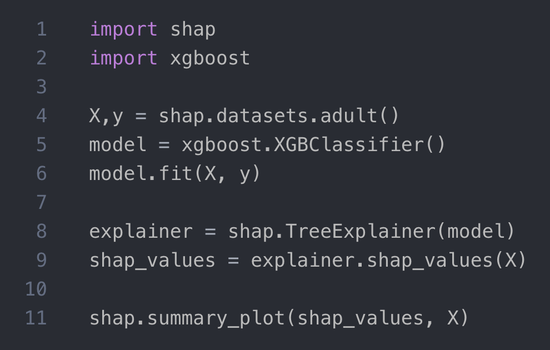 1 import shap
2 import xgboost
3
4 X,y = shap.datasets.adult()
5 model = xgboost.XGBClassifier()
6 model.fit(X, y)
7
8 explainer = shap.TreeExplainer(model)
9 shap_values = explainer.shap_values(X)
10
11 shap.summary_plot(shap_values, X)